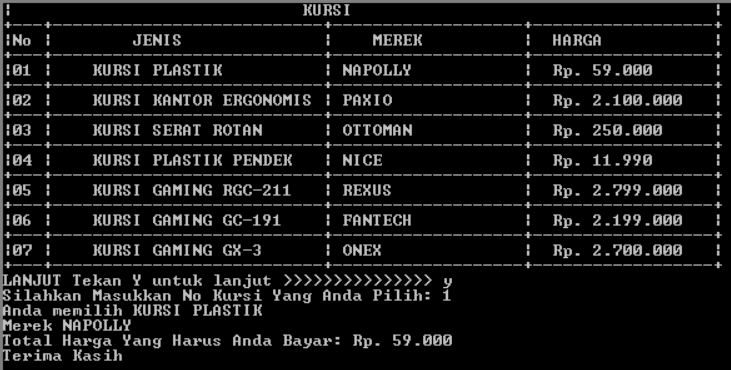 KURSI
No JENIS MEREK HARGA
01 KURSI PLASTIK NAPOLLY Rp. 59.000
02 KURSI KANTOR ERGONOMIS PAXIO Rp. 2.100.000
03 KURSI SERAT ROTAN OTTOMAN Rp. 250.000
04 KURSI PLASTIK PENDEK NICE Rp. 11.990
05 KURSI GAMING RGC-211 REXUS Rp. 2.799.000
06 KURSI GAMING GC-191 FANTECH Rp. 2.199.000
07 KURSI GAMING GX-3 ONEX Rp. 2.700.000
LANJUT Tekan Y untuk lanjut >>>>>>>>>>>>>>> y
Silahkan Masukkan No Kursi Yang Anda Pilih: 1
Anda memilih KURSI PLASTIK
Merek NAPOLLY
Total Harga Yang Harus Anda Bayar: Rp. 59.000
Terima Kasih